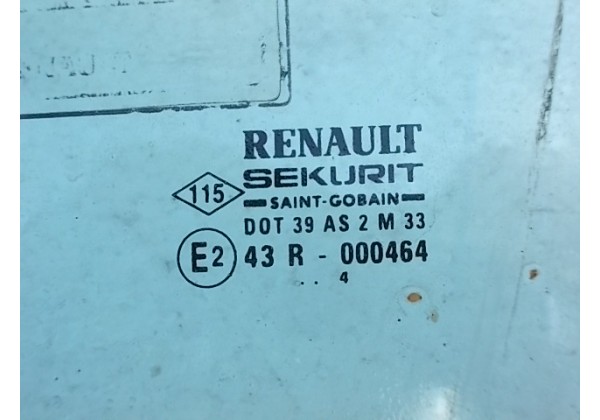 RENAULT
SEKURIT
SAINT-GOBAIN
115
DOT 39 AS 2 M 33
E2 43 R - 000464
. . 4